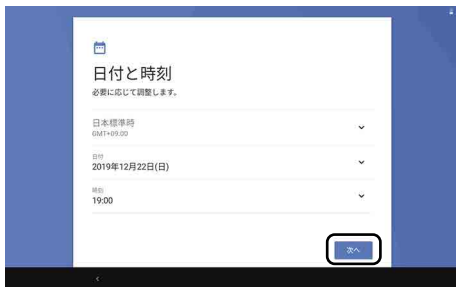 日付と時刻
必要に応じて調整します。
日本標準時
GMT+09:00
日付
2019年12月22日(日)
時刻
19:00
次へ